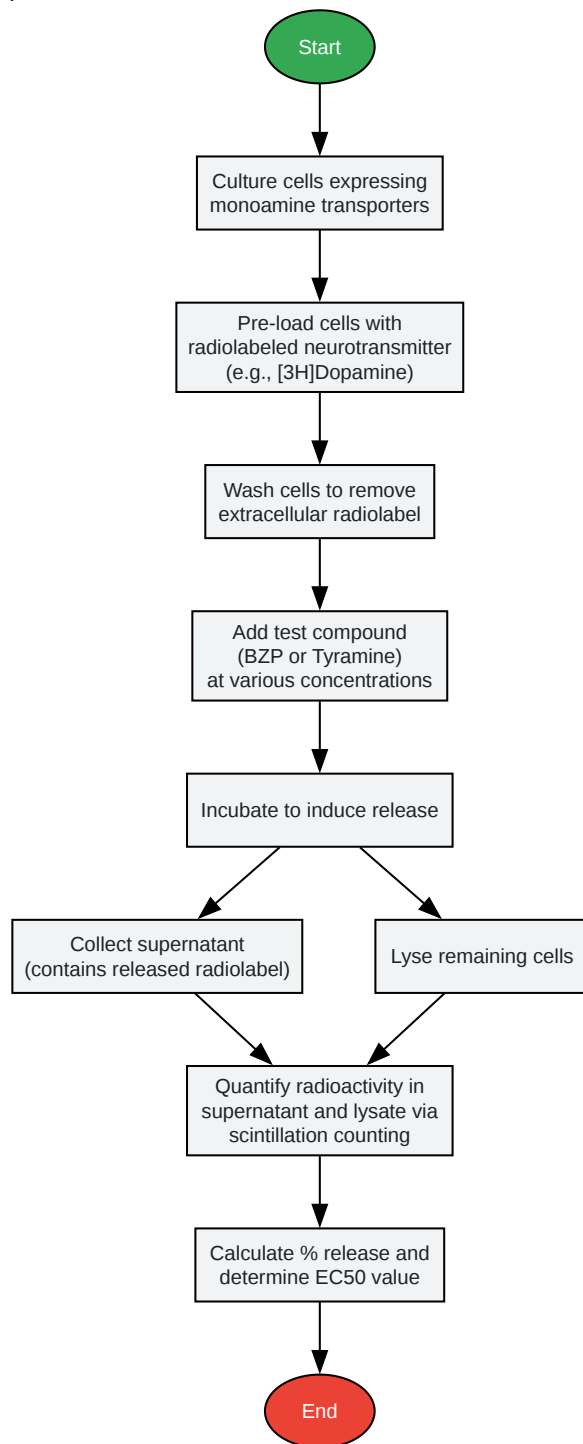 Start
Culture cells expressing
monoamine transporters
Pre-load cells with
radiolabeled neurotransmitter
(e.g., [3H]Dopamine)
Wash cells to remove
extracellular radiolabel
Add test compound
(BZP or Tyramine)
at various concentrations
Incubate to induce release
Collect supernatant
(contains released radiolabel)
Lyse remaining cells
Quantify radioactivity in
supernatant and lysate via
scintillation counting
Calculate % release and
determine EC50 value
End